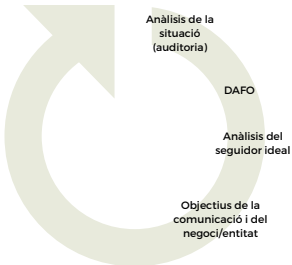 Anàlisis de la
situació
(auditoria)
DAFO
Anàlisis del
seguidor ideal
Objectius de la
comunicació i del
negoci/entitat